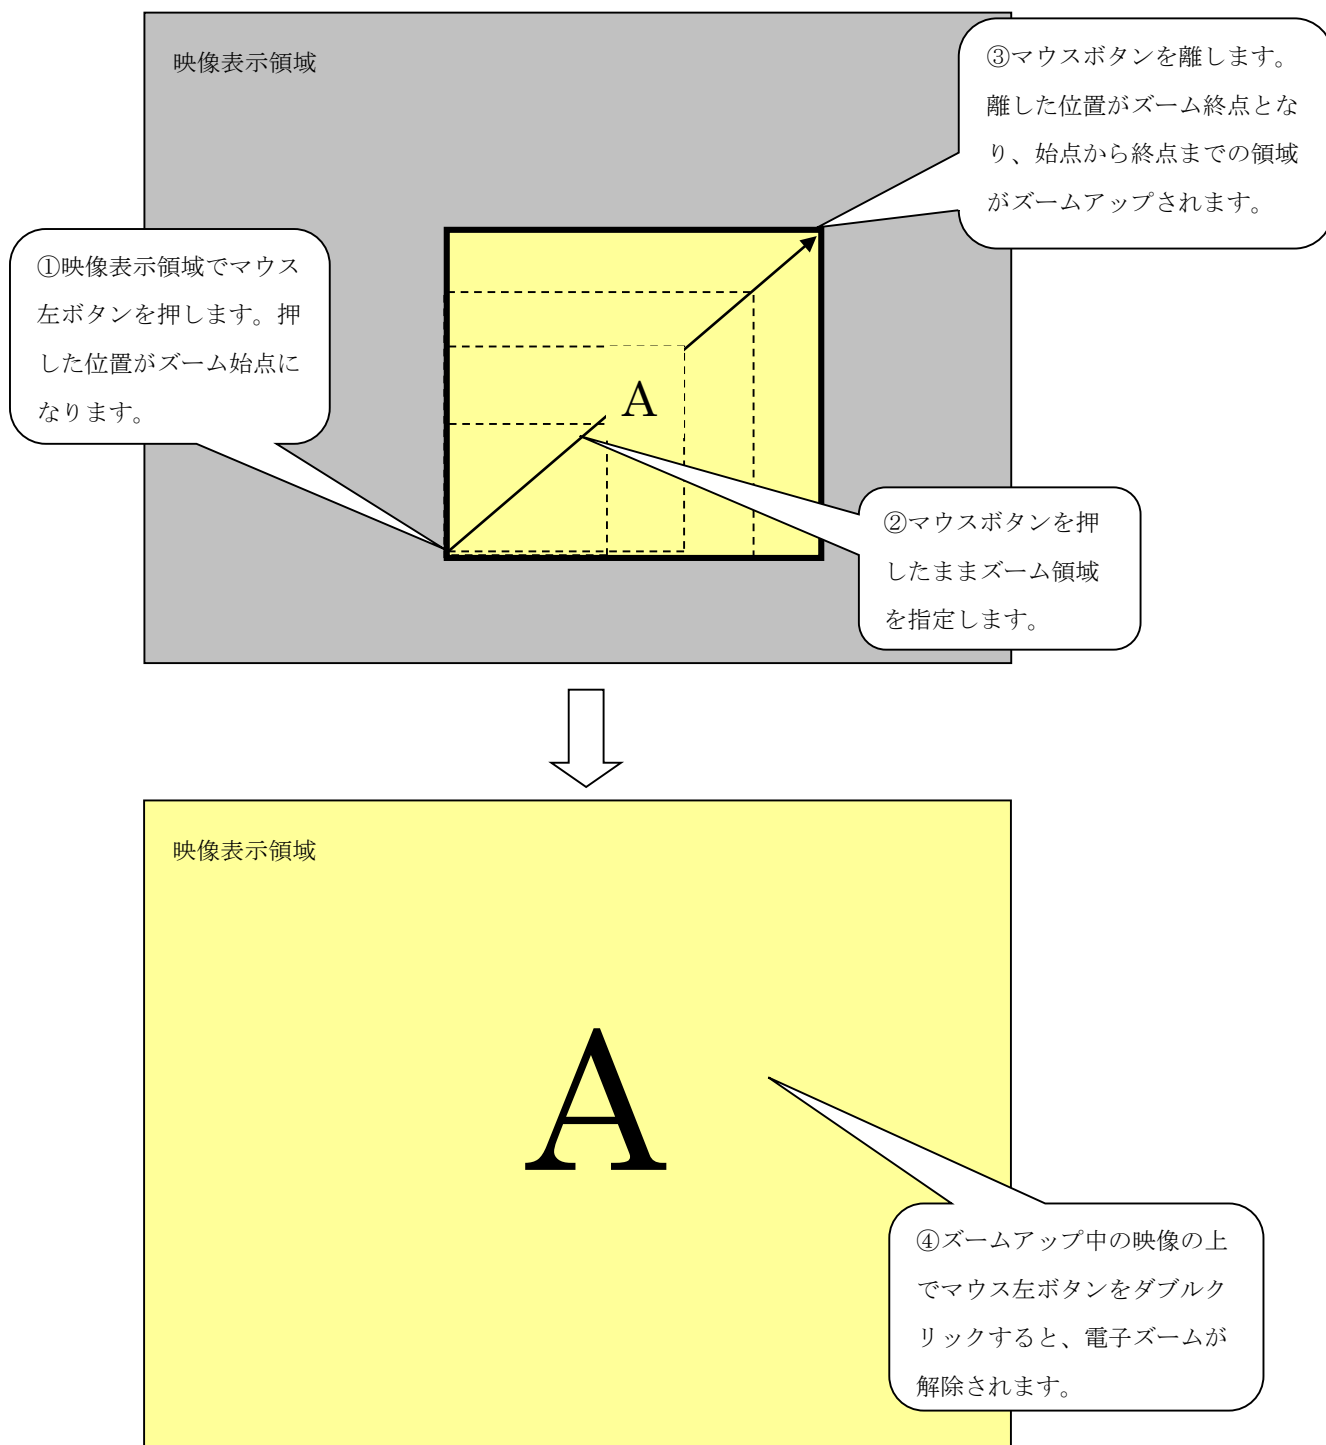 映像表示領域
③マウスボタンを離します。
離した位置がズーム終点とな
り、始点から終点までの領域
がズームアップされます。
①映像表示領域でマウス
左ボタンを押します。押
した位置がズーム始点に
なります。
A
②マウスボタンを押
したままズーム領域
を指定します。
映像表示領域
A
④ズームアップ中の映像の上
でマウス左ボタンをダブルク
リックすると、電子ズームが
解除されます。